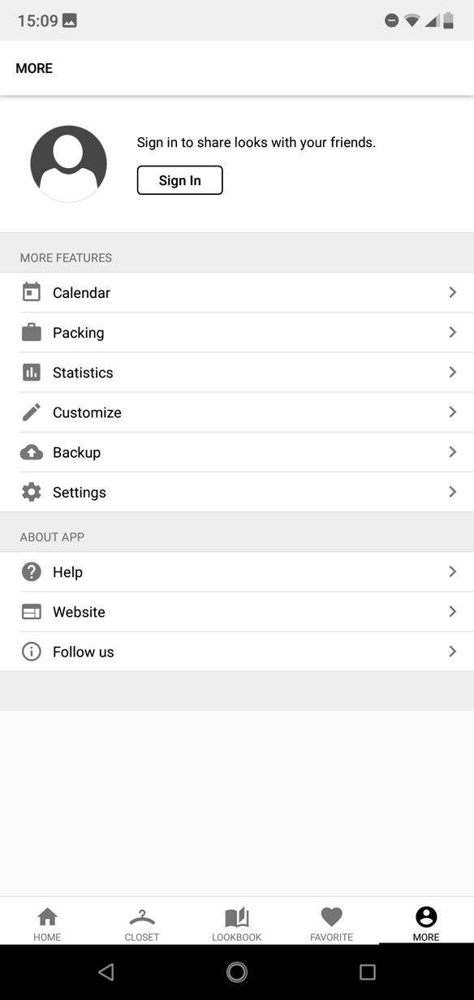 15:09
MORE
Sign in to share looks with your friends.
Sign In
MORE FEATURES
Calendar
Packing
Statistics
Customize
Backup
Settings
ABOUT APP
Help
Website
Follow us
HOME
CLOSET
LOOKBOOK
FAVORITE
MORE